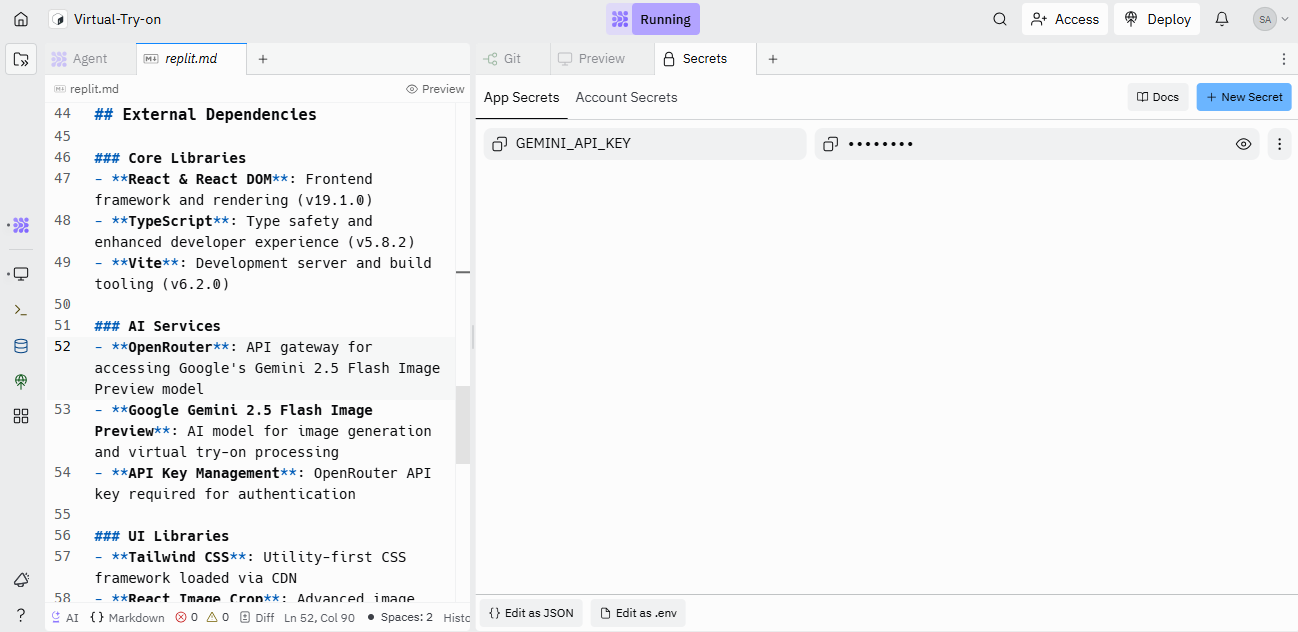 Virtual-Try-on
Running
Access
Deploy
SA
Agent
replit.md
Git
Preview
Secrets
replit.md
Preview
App Secrets
Account Secrets
Docs
New Secret
GEMINI_API_KEY
••••••••
44 ## External Dependencies
45
46 ### Core Libraries
47 - **React & React DOM**: Frontend
framework and rendering (v19.1.0)
48 - **TypeScript**: Type safety and
enhanced developer experience (v5.8.2)
49 - **Vite**: Development server and build
tooling (v6.2.0)
50
51 ### AI Services
52 - **OpenRouter**: API gateway for
accessing Google's Gemini 2.5 Flash Image
Preview model
53 - **Google Gemini 2.5 Flash Image
Preview**: AI model for image generation
and virtual try-on processing
54 - **API Key Management**: OpenRouter API
key required for authentication
55
56 ### UI Libraries
57 - **Tailwind CSS**: Utility-first CSS
framework loaded via CDN
58 - **React Image Crop**: Advanced image
AI {} Markdown 0 0 Diff Ln 52, Col 90 Spaces: 2 Histo
{} Edit as JSON
Edit as .env